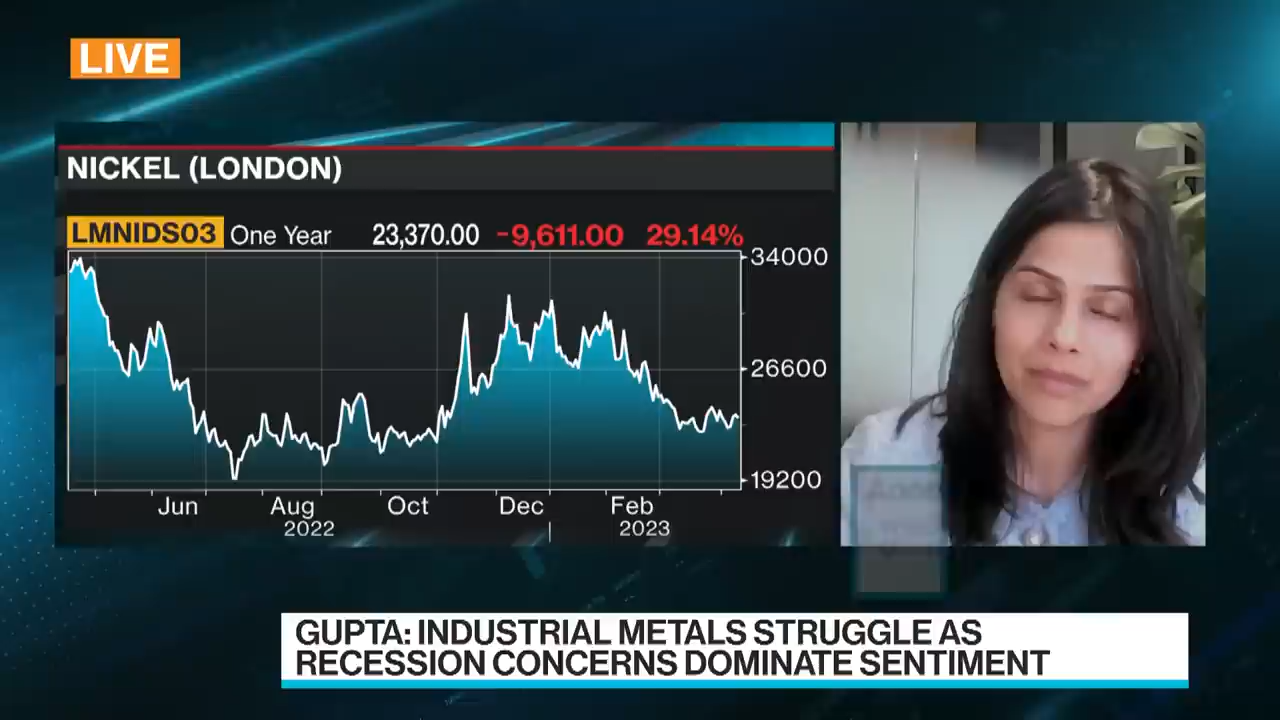 LIVE
NICKEL (LONDON)
LMNIDS03 One Year 23,370.00 -9,611.00 29.14%
34000
26600
19200
Jun Aug Oct Dec Feb
2022 2023
GUPTA: INDUSTRIAL METALS STRUGGLE AS
RECESSION CONCERNS DOMINATE SENTIMENT